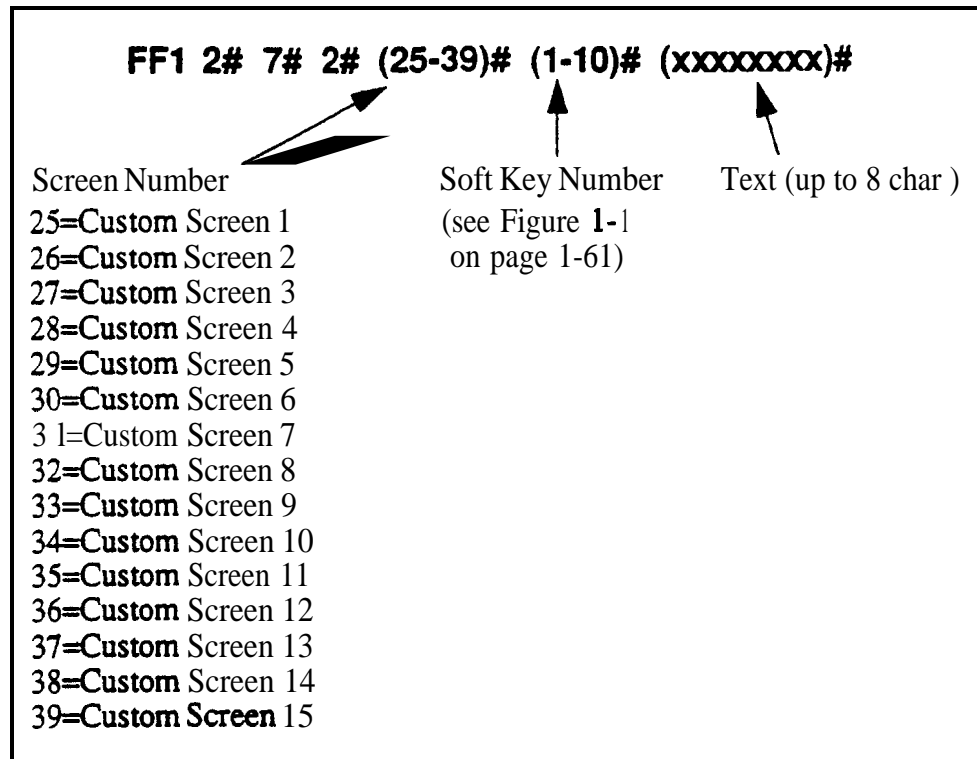 FF1 2# 7# 2# (25-39)# (1-10)# (xxxxxxxx)#
Screen Number
25=Custom Screen 1
26=Custom Screen 2
27=Custom Screen 3
28=Custom Screen 4
29=Custom Screen 5
30=Custom Screen 6
3 l=Custom Screen 7
32=Custom Screen 8
33=Custom Screen 9
34=Custom Screen 10
35=Custom Screen 11
36=Custom Screen 12
37=Custom Screen 13
38=Custom Screen 14
39=Custom Screen 15
Soft Key Number
(see Figure 1-1
on page 1-61)
Text (up to 8 char )